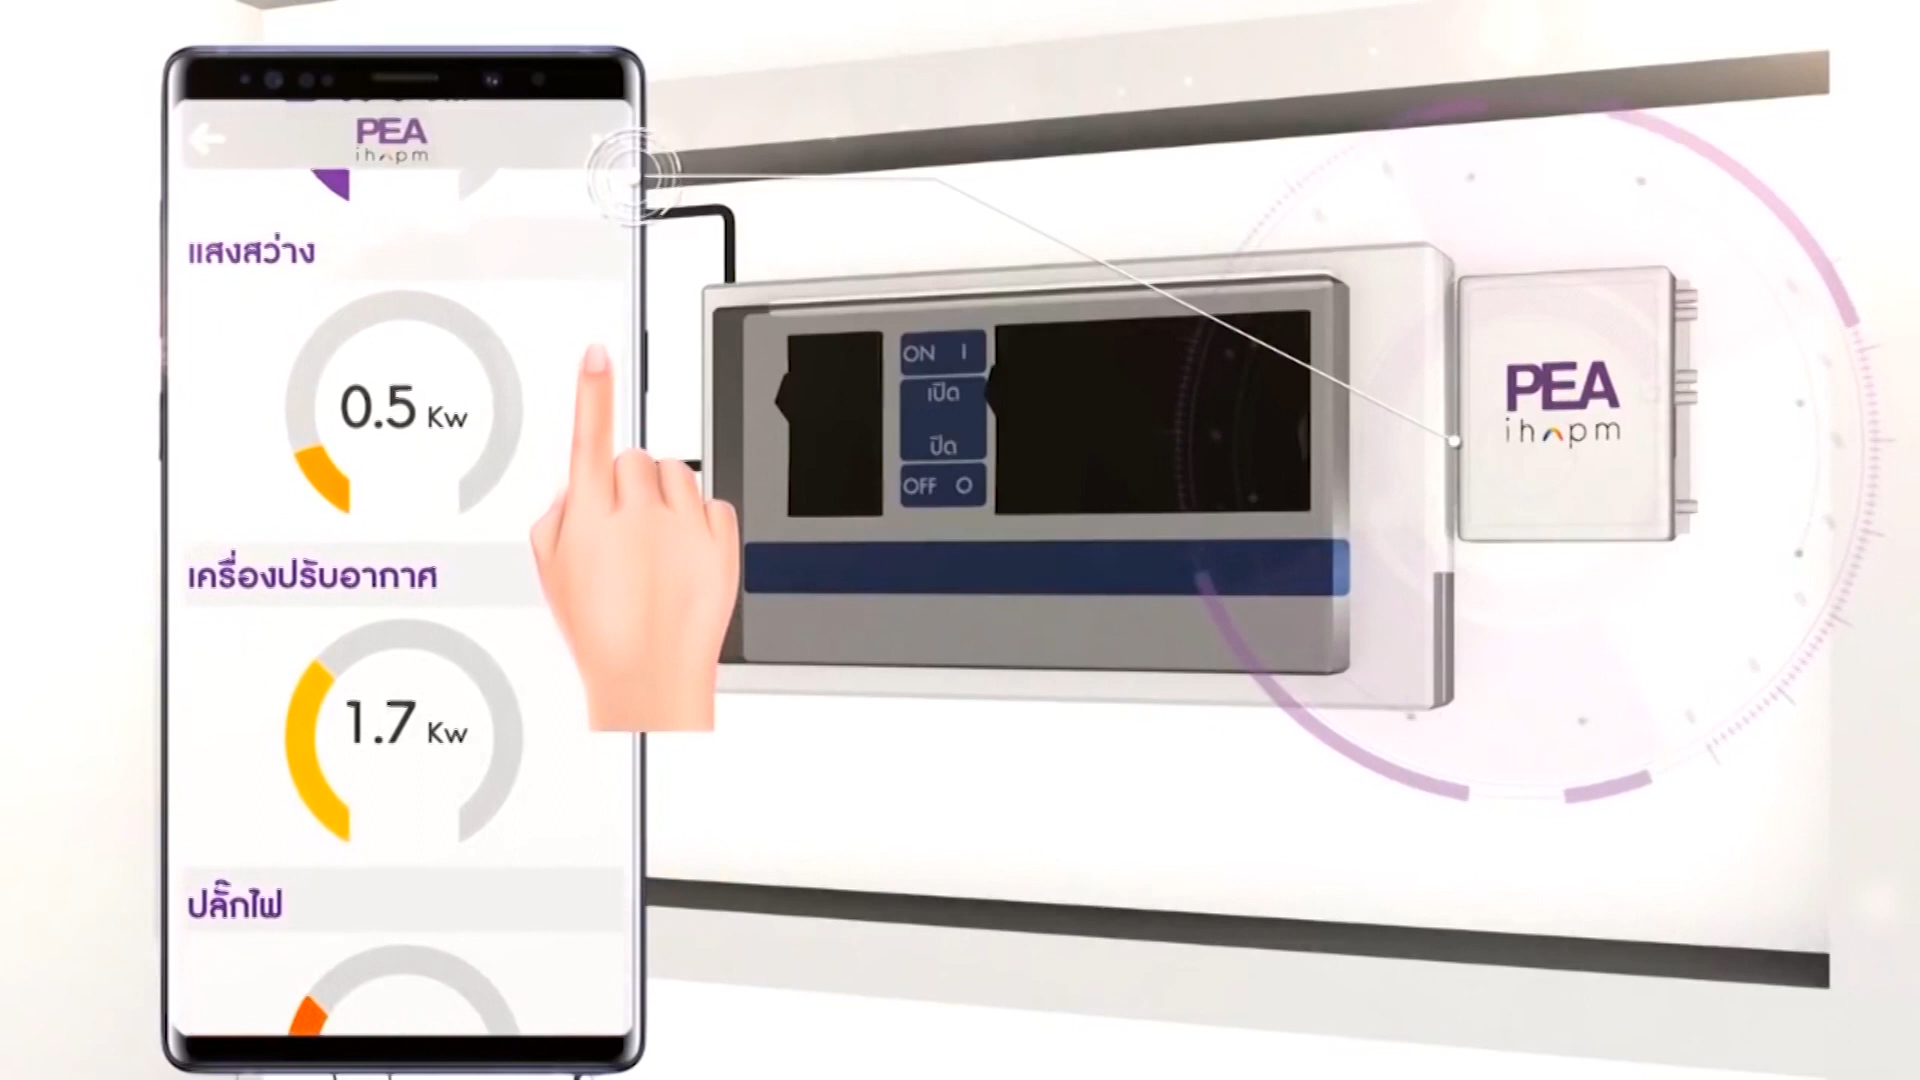 PEA
ihapm
แสงสว่าง
0.5 Kw
เครื่องปรับอากาศ
1.7 Kw
ปลั๊กไฟ
ON I
เปิด
ปิด
OFF O
PEA
ihapm